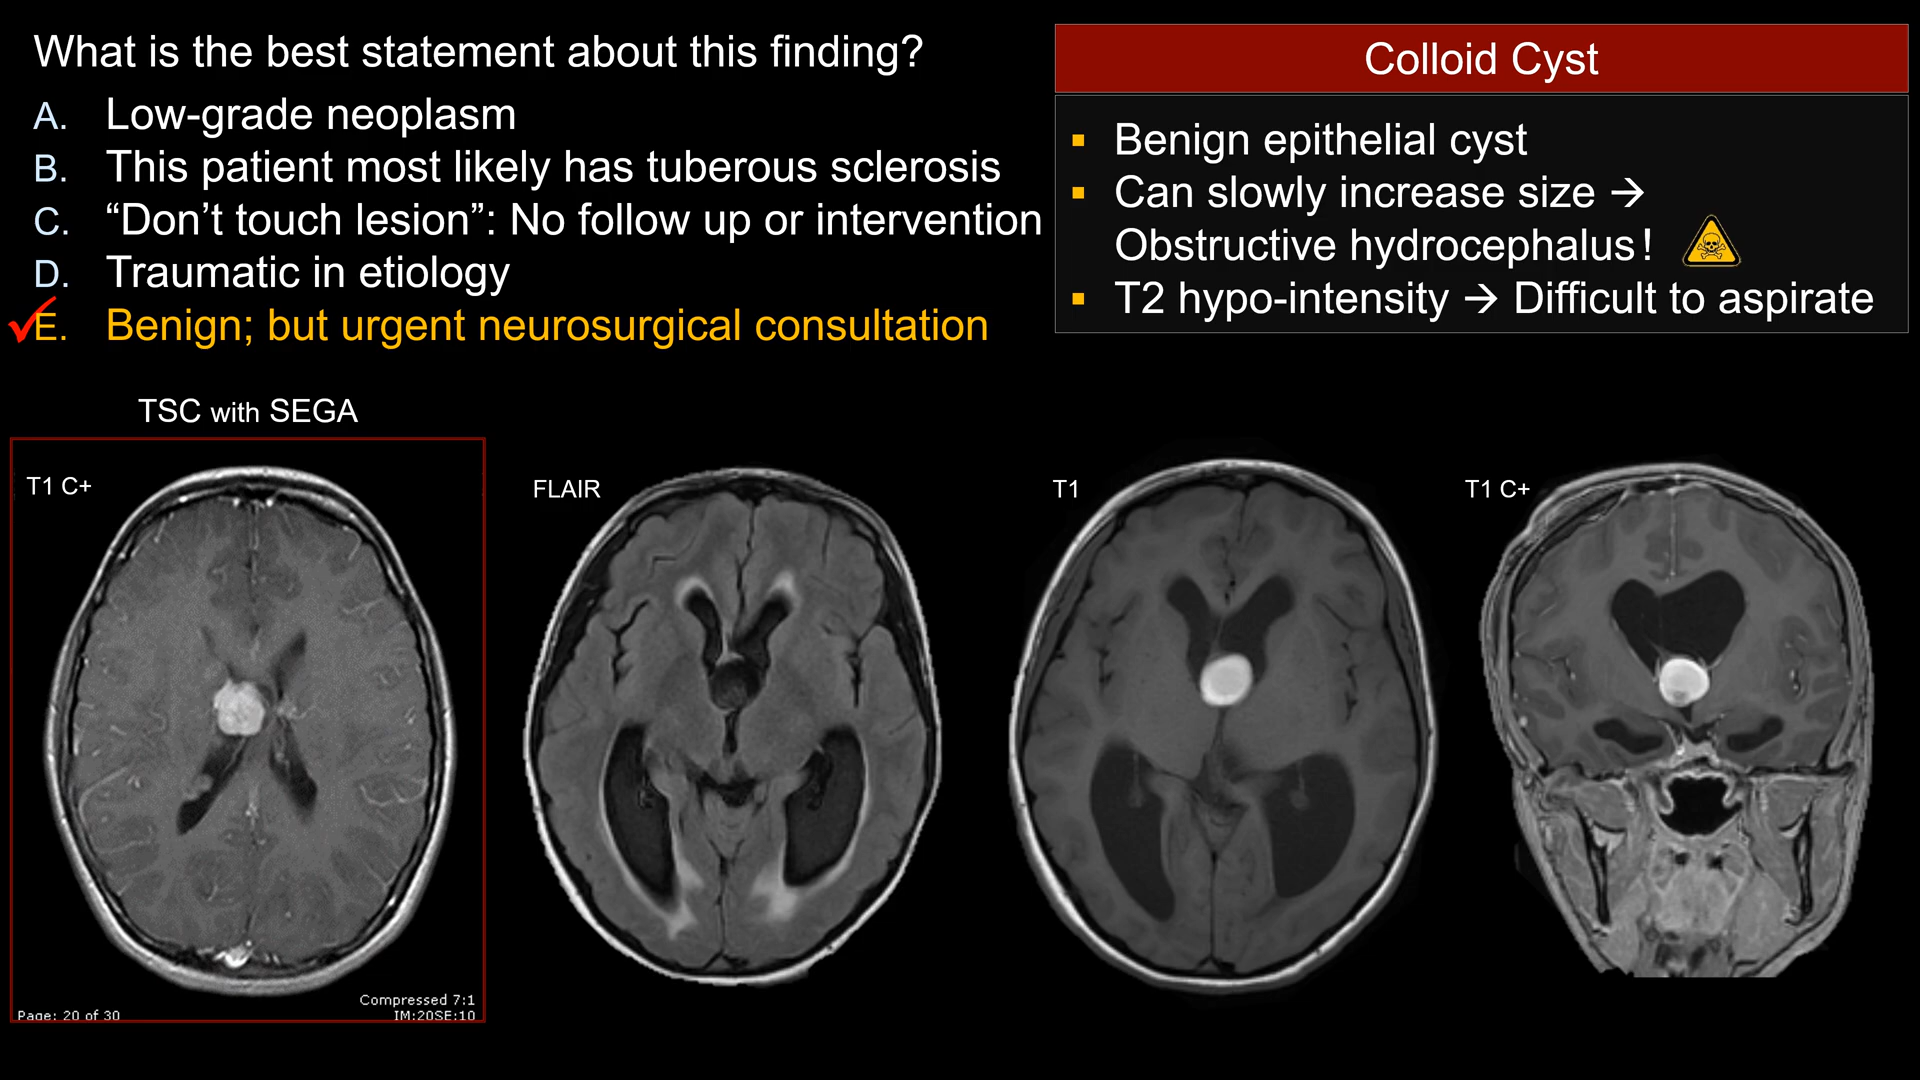 What is the best statement about this finding?
A. Low-grade neoplasm
B. This patient most likely has tuberous sclerosis
C. “Don’t touch lesion”: No follow up or intervention
D. Traumatic in etiology
E. Benign; but urgent neurosurgical consultation
Colloid Cyst
▪ Benign epithelial cyst
▪ Can slowly increase size →
Obstructive hydrocephalus!
▪ T2 hypo-intensity → Difficult to aspirate
TSC with SEGA
T1 C+
Compressed 7:1
Page: 20 of 30
IM:20SE:10
FLAIR
T1
T1 C+